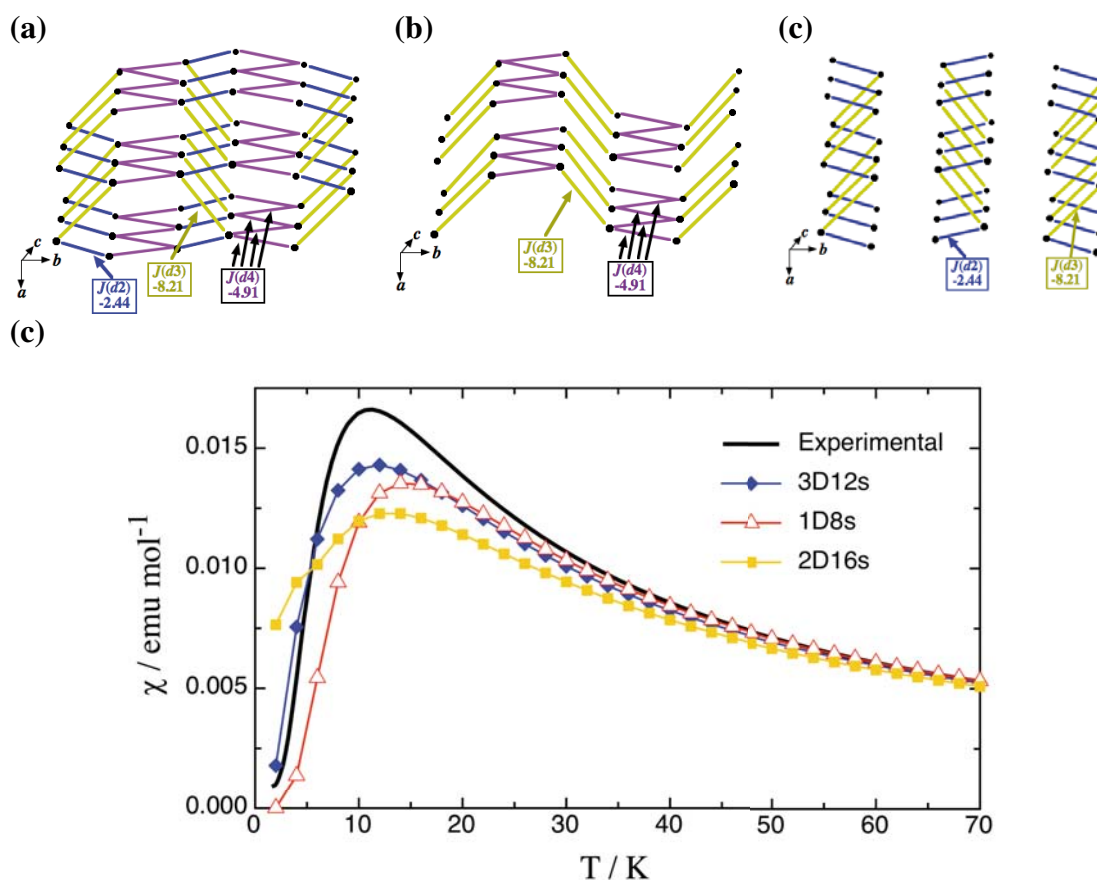 (a)
(b)
(c)
c
b
a
J(d2)
-2.44
J(d3)
-8.21
J(d4)
-4.91
c
b
a
J(d3)
-8.21
J(d4)
-4.91
c
b
a
J(d2)
-2.44
J(d3)
-8.21
(c)
χ / emu mol-1
0.015
0.010
0.005
0.000
Experimental
3D12s
1D8s
2D16s
0 10 20 30 40 50 60 70
T / K